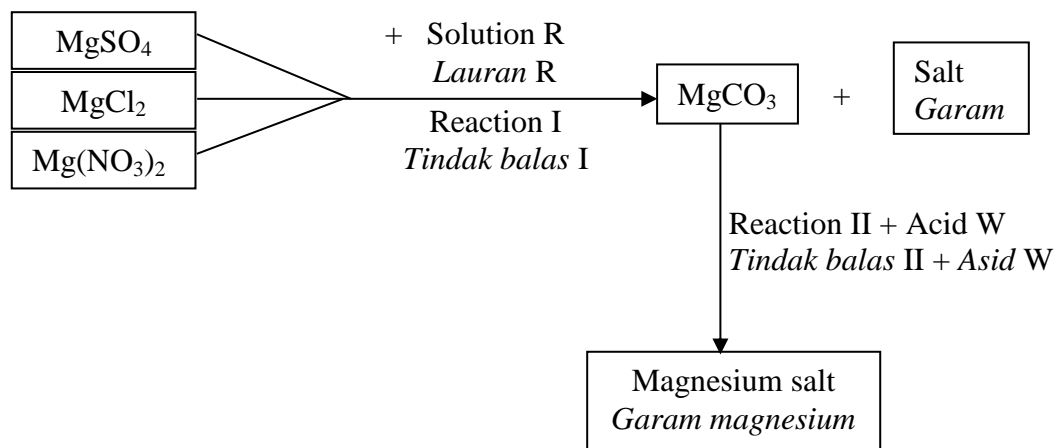 MgSO₄
MgCl₂
Mg(NO₃)₂
+ Solution R
Lauran R
Reaction I
Tindak balas I
MgCO₃ +
Salt
Garam
Reaction II + Acid W
Tindak balas II + Asid W
Magnesium salt
Garam magnesium